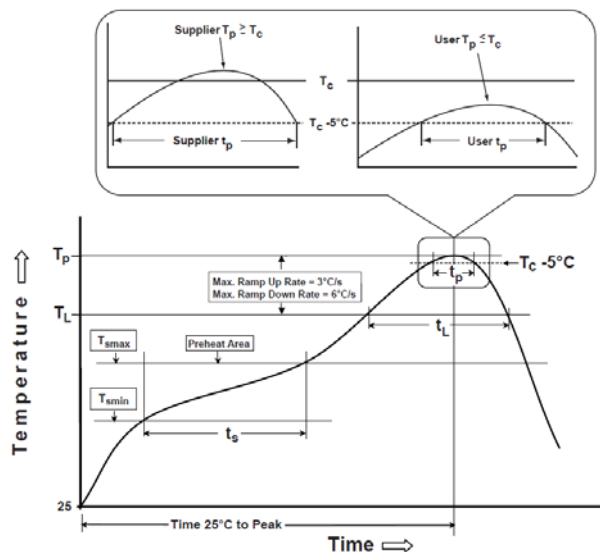 Supplier Tp ≥ Tc
User Tp ≤ Tc
Tc
Tc -5°C
Supplier tp
User tp
Temperature ⇨
Tp
Tc -5°C
Max. Ramp Up Rate = 3°C/s
Max. Ramp Down Rate = 6°C/s
tp
TL
tL
Tsmax
Preheat Area
Tsmin
ts
25
Time 25°C to Peak
Time ⇨